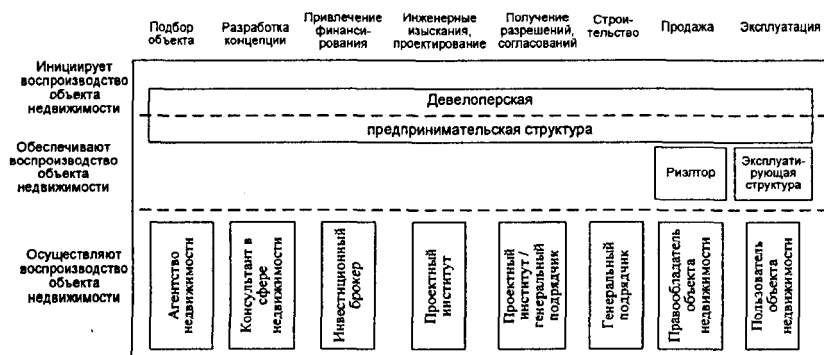 Подбор
объекта
Разработка
концепции
Привлечение
финанси-
рования
Инженерные
изыскания,
проектирование
Получение
разрешений,
согласований
Строи-
тельство
Продажа
Эксплуатация
Инициирует
воспроизводство
объекта
недвижимости
Девелоперская
предпринимательская структура
Обеспечивают
воспроизводство
объекта
недвижимости
Риэлтор
Эксплуати-
рующая
структура
Осуществляют
воспроизводство
объекта
недвижимости
Агентство
недвижимости
Консультант в
сфере
недвижимости
Инвестиционный
брокер
Проектный
институт
Проектный
институт /
генеральный
подрядчик
Генеральный
подрядчик
Правообладатель
объекта
недвижимости
Пользователь
объекта
недвижимости